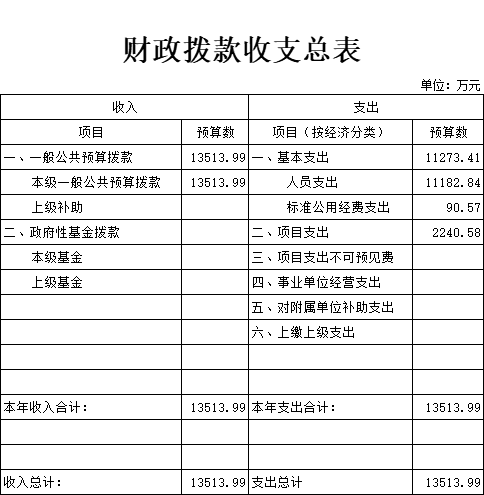 财政拨款收支总表
单位：万元
收入 支出
项目 预算数 项目（按经济分类） 预算数
一、一般公共预算拨款 13513.99 一、基本支出 11273.41
本级一般公共预算拨款 13513.99 人员支出 11182.84
上级补助 标准公用经费支出 90.57
二、政府性基金拨款 二、项目支出 2240.58
本级基金 三、项目支出不可预见费
上级基金 四、事业单位经营支出
五、对附属单位补助支出
六、上缴上级支出
本年收入合计： 13513.99 本年支出合计： 13513.99
收入总计： 13513.99 支出总计 13513.99